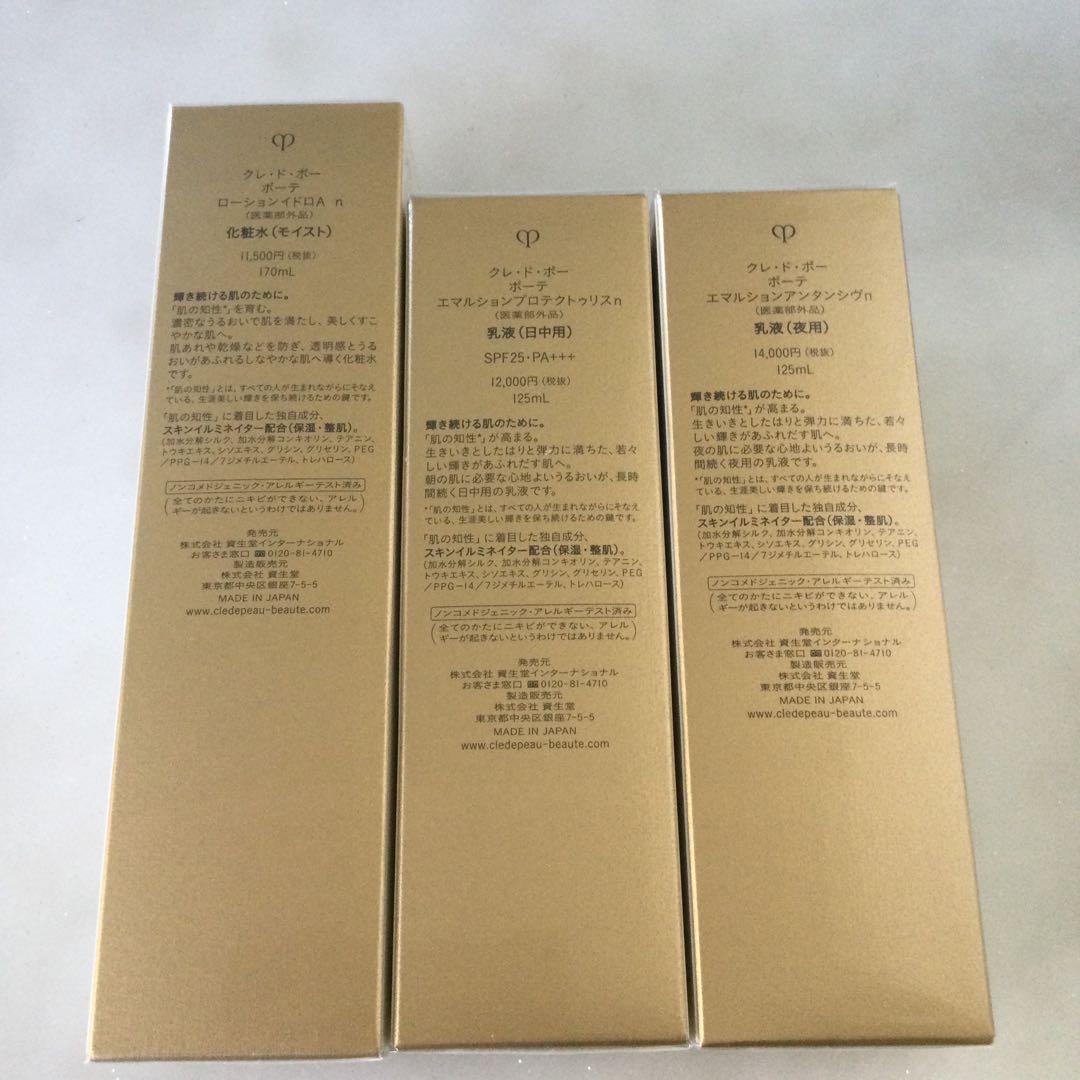 クレ・ド・ポー
ボーテ
ローションイドロA n
(医薬部外品)
化粧水(モイスト)
11,500円(税抜)
170mL
輝き続ける肌のために。
「肌の知性*」を育む。
濃密なうるおいで肌を満たし、美しくすこ
やかな肌へ。
肌あれや乾燥などを防ぎ、透明感とうる
おいがあふれるしなやかな肌へ導く化粧水
です。
*「肌の知性」とは、すべての人が生まれながらにそなえ
ている、生涯美しい輝きを保ち続けるための鍵です。
「肌の知性」に着目した独自成分、
スキンイルミネイター配合(保湿・整肌)。
(加水分解シルク、加水分解コンキオリン、テアニン、
トウキエキス、シソエキス、グリシン、グリセリン、PEG
/PPG-14/7ジメチルエーテル、トレハロース)
ノンコメドジェニック・アレルギーテスト済み
(全てのかたにニキビができない、アレル
ギーが起きないというわけではありません。)
発売元
株式会社 資生堂インターナショナル
お客さま窓口 0120-81-4710
製造販売元
株式会社 資生堂
東京都中央区銀座7-5-5
MADE IN JAPAN
www.cledepeau-beaute.com
クレ・ド・ポー
ボーテ
エマルションプロテクトゥリスn
(医薬部外品)
乳液(日中用)
SPF25・PA+++
12,000円(税抜)
125mL
輝き続ける肌のために。
「肌の知性*」が高まる。
生きいきとしたはりと弾力に満ちた、若々
しい輝きがあふれだす肌へ。
朝の肌に必要な心地よいうるおいが、長時
間続く日中用の乳液です。
*「肌の知性」とは、すべての人が生まれながらにそなえ
ている、生涯美しい輝きを保ち続けるための鍵です。
「肌の知性」に着目した独自成分、
スキンイルミネイター配合(保湿・整肌)。
(加水分解シルク、加水分解コンキオリン、テアニン、
トウキエキス、シソエキス、グリシン、グリセリン、PEG
/PPG-14/7ジメチルエーテル、トレハロース)
ノンコメドジェニック・アレルギーテスト済み
(全てのかたにニキビができない、アレル
ギーが起きないというわけではありません。)
発売元
株式会社 資生堂インターナショナル
お客さま窓口 0120-81-4710
製造販売元
株式会社 資生堂
東京都中央区銀座7-5-5
MADE IN JAPAN
www.cledepeau-beaute.com
クレ・ド・ポー
ボーテ
エマルションアンタンシヴn
(医薬部外品)
乳液(夜用)
14,000円(税抜)
125mL
輝き続ける肌のために。
「肌の知性*」が高まる。
生きいきとしたはりと弾力に満ちた、若々
しい輝きがあふれだす肌へ。
夜の肌に必要な心地よいうるおいが、長時
間続く夜用の乳液です。
*「肌の知性」とは、すべての人が生まれながらにそなえ
ている、生涯美しい輝きを保ち続けるための鍵です。
「肌の知性」に着目した独自成分、
スキンイルミネイター配合(保湿・整肌)。
(加水分解シルク、加水分解コンキオリン、テアニン、
トウキエキス、シソエキス、グリシン、グリセリン、PEG
/PPG-14/7ジメチルエーテル、トレハロース)
ノンコメドジェニック・アレルギーテスト済み
(全てのかたにニキビができない、アレル
ギーが起きないというわけではありません。)
発売元
株式会社 資生堂インターナショナル
お客さま窓口 0120-81-4710
製造販売元
株式会社 資生堂
東京都中央区銀座7-5-5
MADE IN JAPAN
www.cledepeau-beaute.com